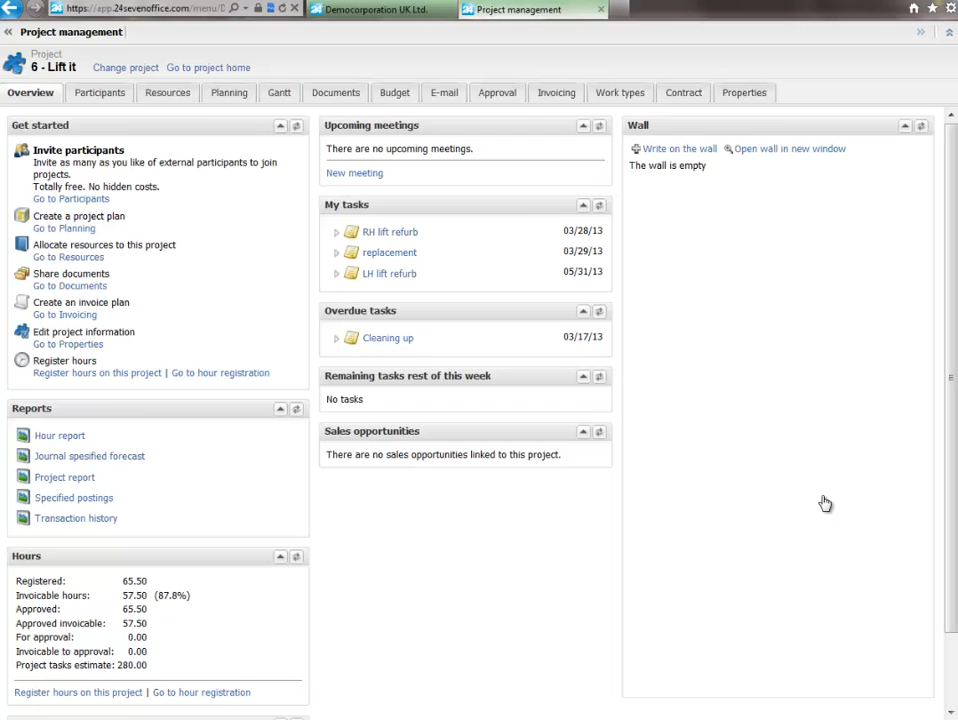 https://app.24sevenoffice.com/menu/D
Democorporation UK Ltd.
Project management
Project management
Project
6 - Lift it
Change project
Go to project home
Overview
Participants
Resources
Planning
Gantt
Documents
Budget
E-mail
Approval
Invoicing
Work types
Contract
Properties
Get started
Invite participants
Invite as many as you like of external participants to join
projects.
Totally free. No hidden costs.
Go to Participants
Create a project plan
Go to Planning
Allocate resources to this project
Go to Resources
Share documents
Go to Documents
Create an invoice plan
Go to Invoicing
Edit project information
Go to Properties
Register hours
Register hours on this project | Go to hour registration
Reports
Hour report
Journal spesified forecast
Project report
Specified postings
Transaction history
Hours
Registered: 65.50
Invoicable hours: 57.50 (87.8%)
Approved: 65.50
Approved invoicable: 57.50
For approval: 0.00
Invoicable to approval: 0.00
Project tasks estimate: 280.00
Register hours on this project | Go to hour registration
Upcoming meetings
There are no upcoming meetings.
New meeting
My tasks
RH lift refurb 03/28/13
replacement 03/29/13
LH lift refurb 05/31/13
Overdue tasks
Cleaning up 03/17/13
Remaining tasks rest of this week
No tasks
Sales opportunities
There are no sales opportunities linked to this project.
Wall
Write on the wall
Open wall in new window
The wall is empty